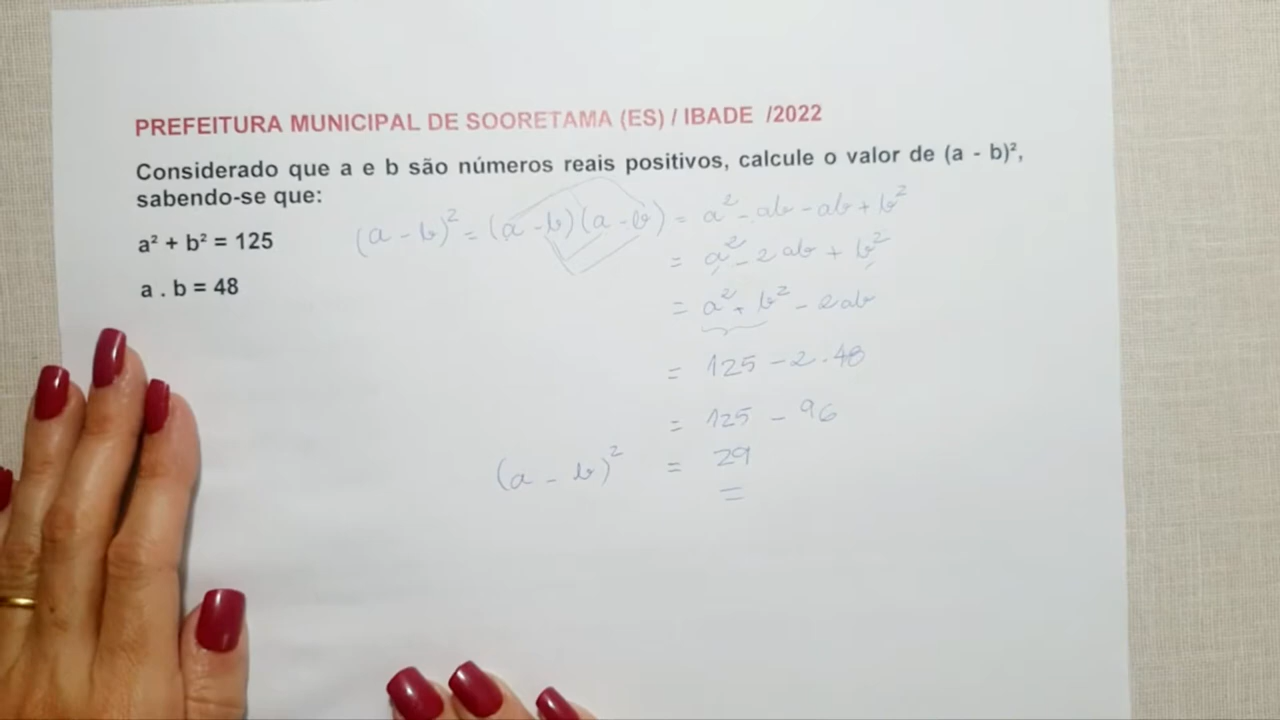 PREFEITURA MUNICIPAL DE SOORETAMA (ES) / IBADE /2022
Considerado que a e b são números reais positivos, calcule o valor de (a - b)²,
sabendo-se que:
(a - b)² = (a - b)(a - b) = a² - ab - ab + b²
a² + b² = 125
= a² - 2ab + b²
a . b = 48
= a² + b² - 2ab
= 125 - 2.48
= 125 - 96
(a - b)² = 29